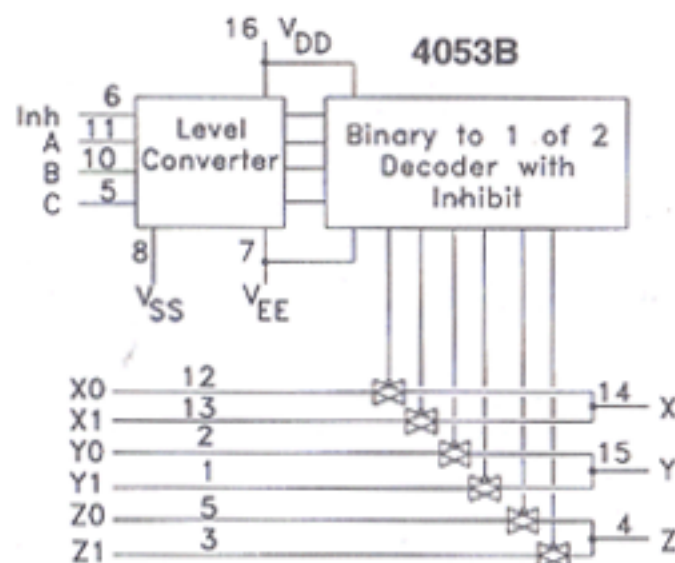 16 VDD
4053B
Inh 6
A 11
B 10
C 5
Level
Converter
Binary to 1 of 2
Decoder with
Inhibit
8
7
VSS
VEE
X0 12
14 X
X1 13
Y0 2
15 Y
Y1 1
Z0 5
4 Z
Z1 3